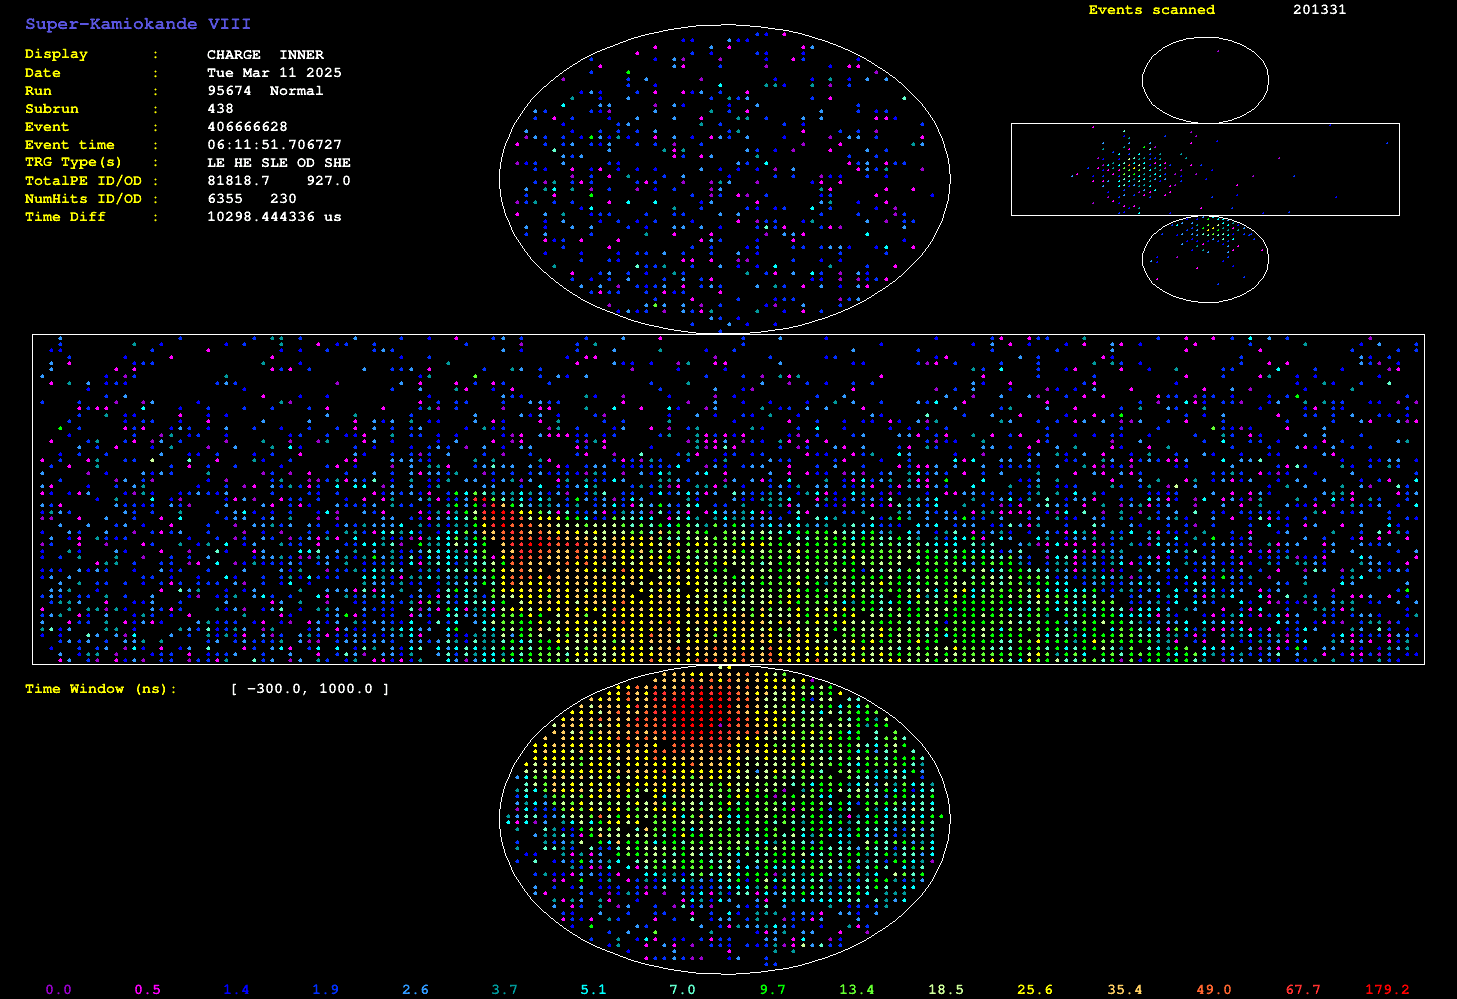 Super-Kamiokande VIII
Events scanned 201331
Display : CHARGE INNER
Date : Tue Mar 11 2025
Run : 95674 Normal
Subrun : 438
Event : 406666628
Event time : 06:11:51.706727
TRG Type(s) : LE HE SLE OD SHE
TotalPE ID/OD : 81818.7 927.0
NumHits ID/OD : 6355 230
Time Diff : 10298.444336 us
Time Window (ns): [ -300.0, 1000.0 ]
0.0 0.5 1.4 1.9 2.6 3.7 5.1 7.0 9.7 13.4 18.5 25.6 35.4 49.0 67.7 179.2